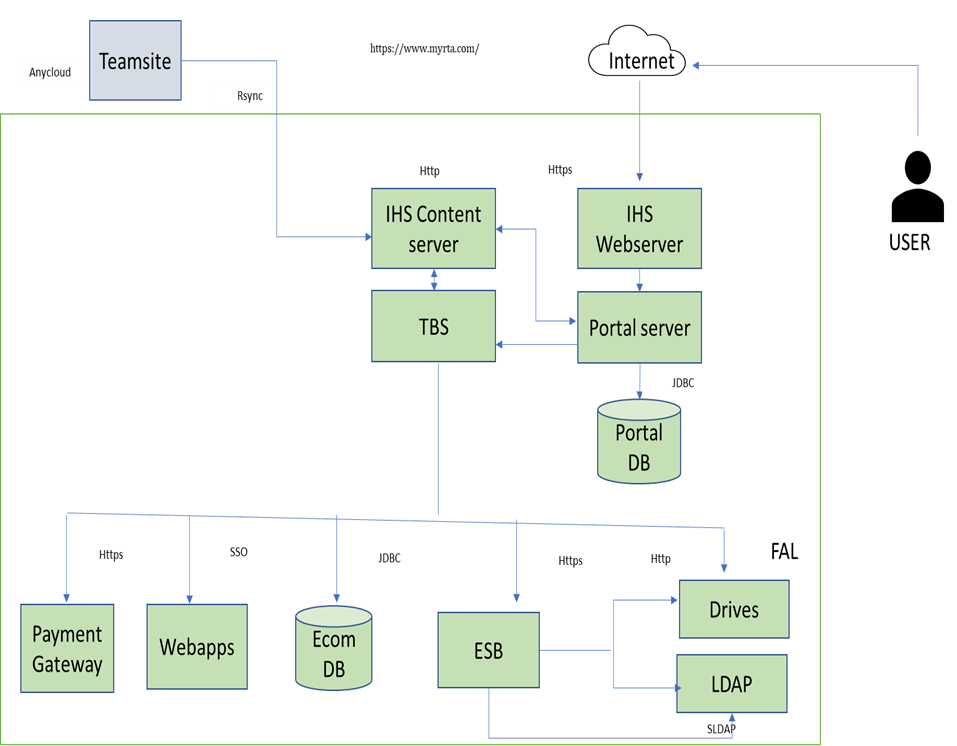 https://www.myrta.com/
Teamsite
Internet
Anycloud
Rsync
Http
Https
IHS Content
server
IHS
Webserver
USER
TBS
Portal server
JDBC
Portal
DB
Https
SSO
JDBC
Https
Http
FAL
Payment
Gateway
Webapps
Ecom
DB
ESB
Drives
LDAP
SLDAP